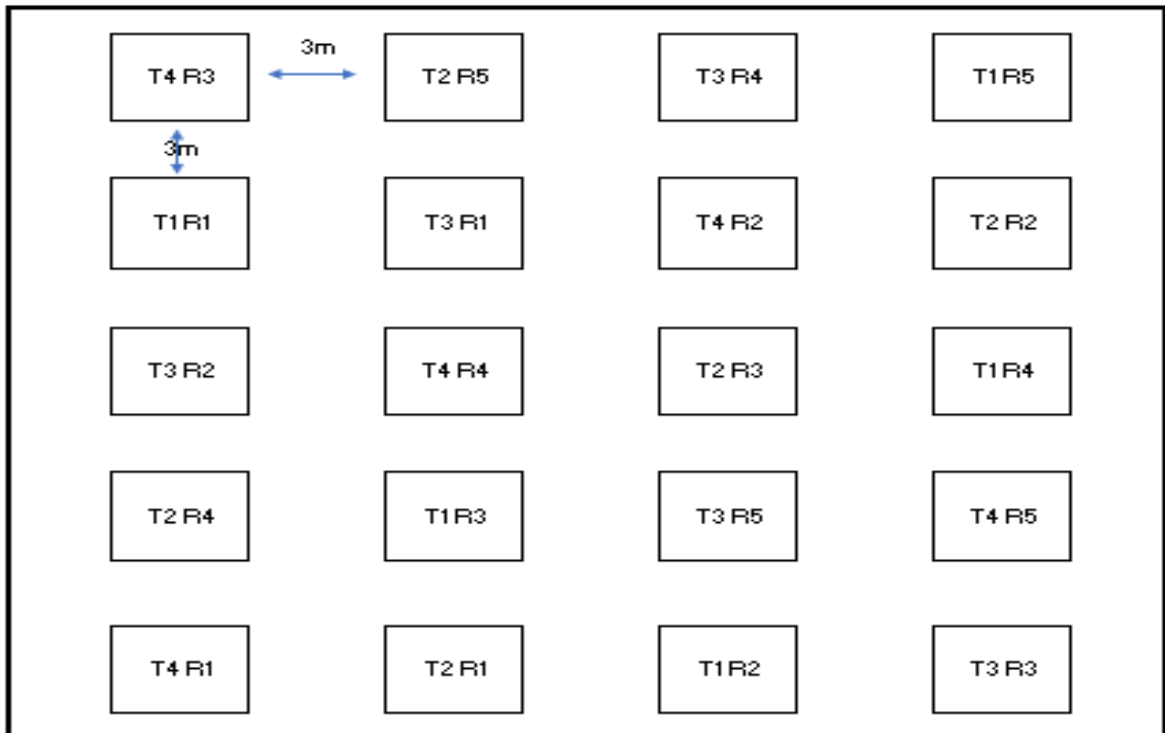 3m
T4 R3 T2 R5 T3 R4 T1 R5
3m
T1 R1 T3 R1 T4 R2 T2 R2
T3 R2 T4 R4 T2 R3 T1 R4
T2 R4 T1 R3 T3 R5 T4 R5
T4 R1 T2 R1 T1 R2 T3 R3